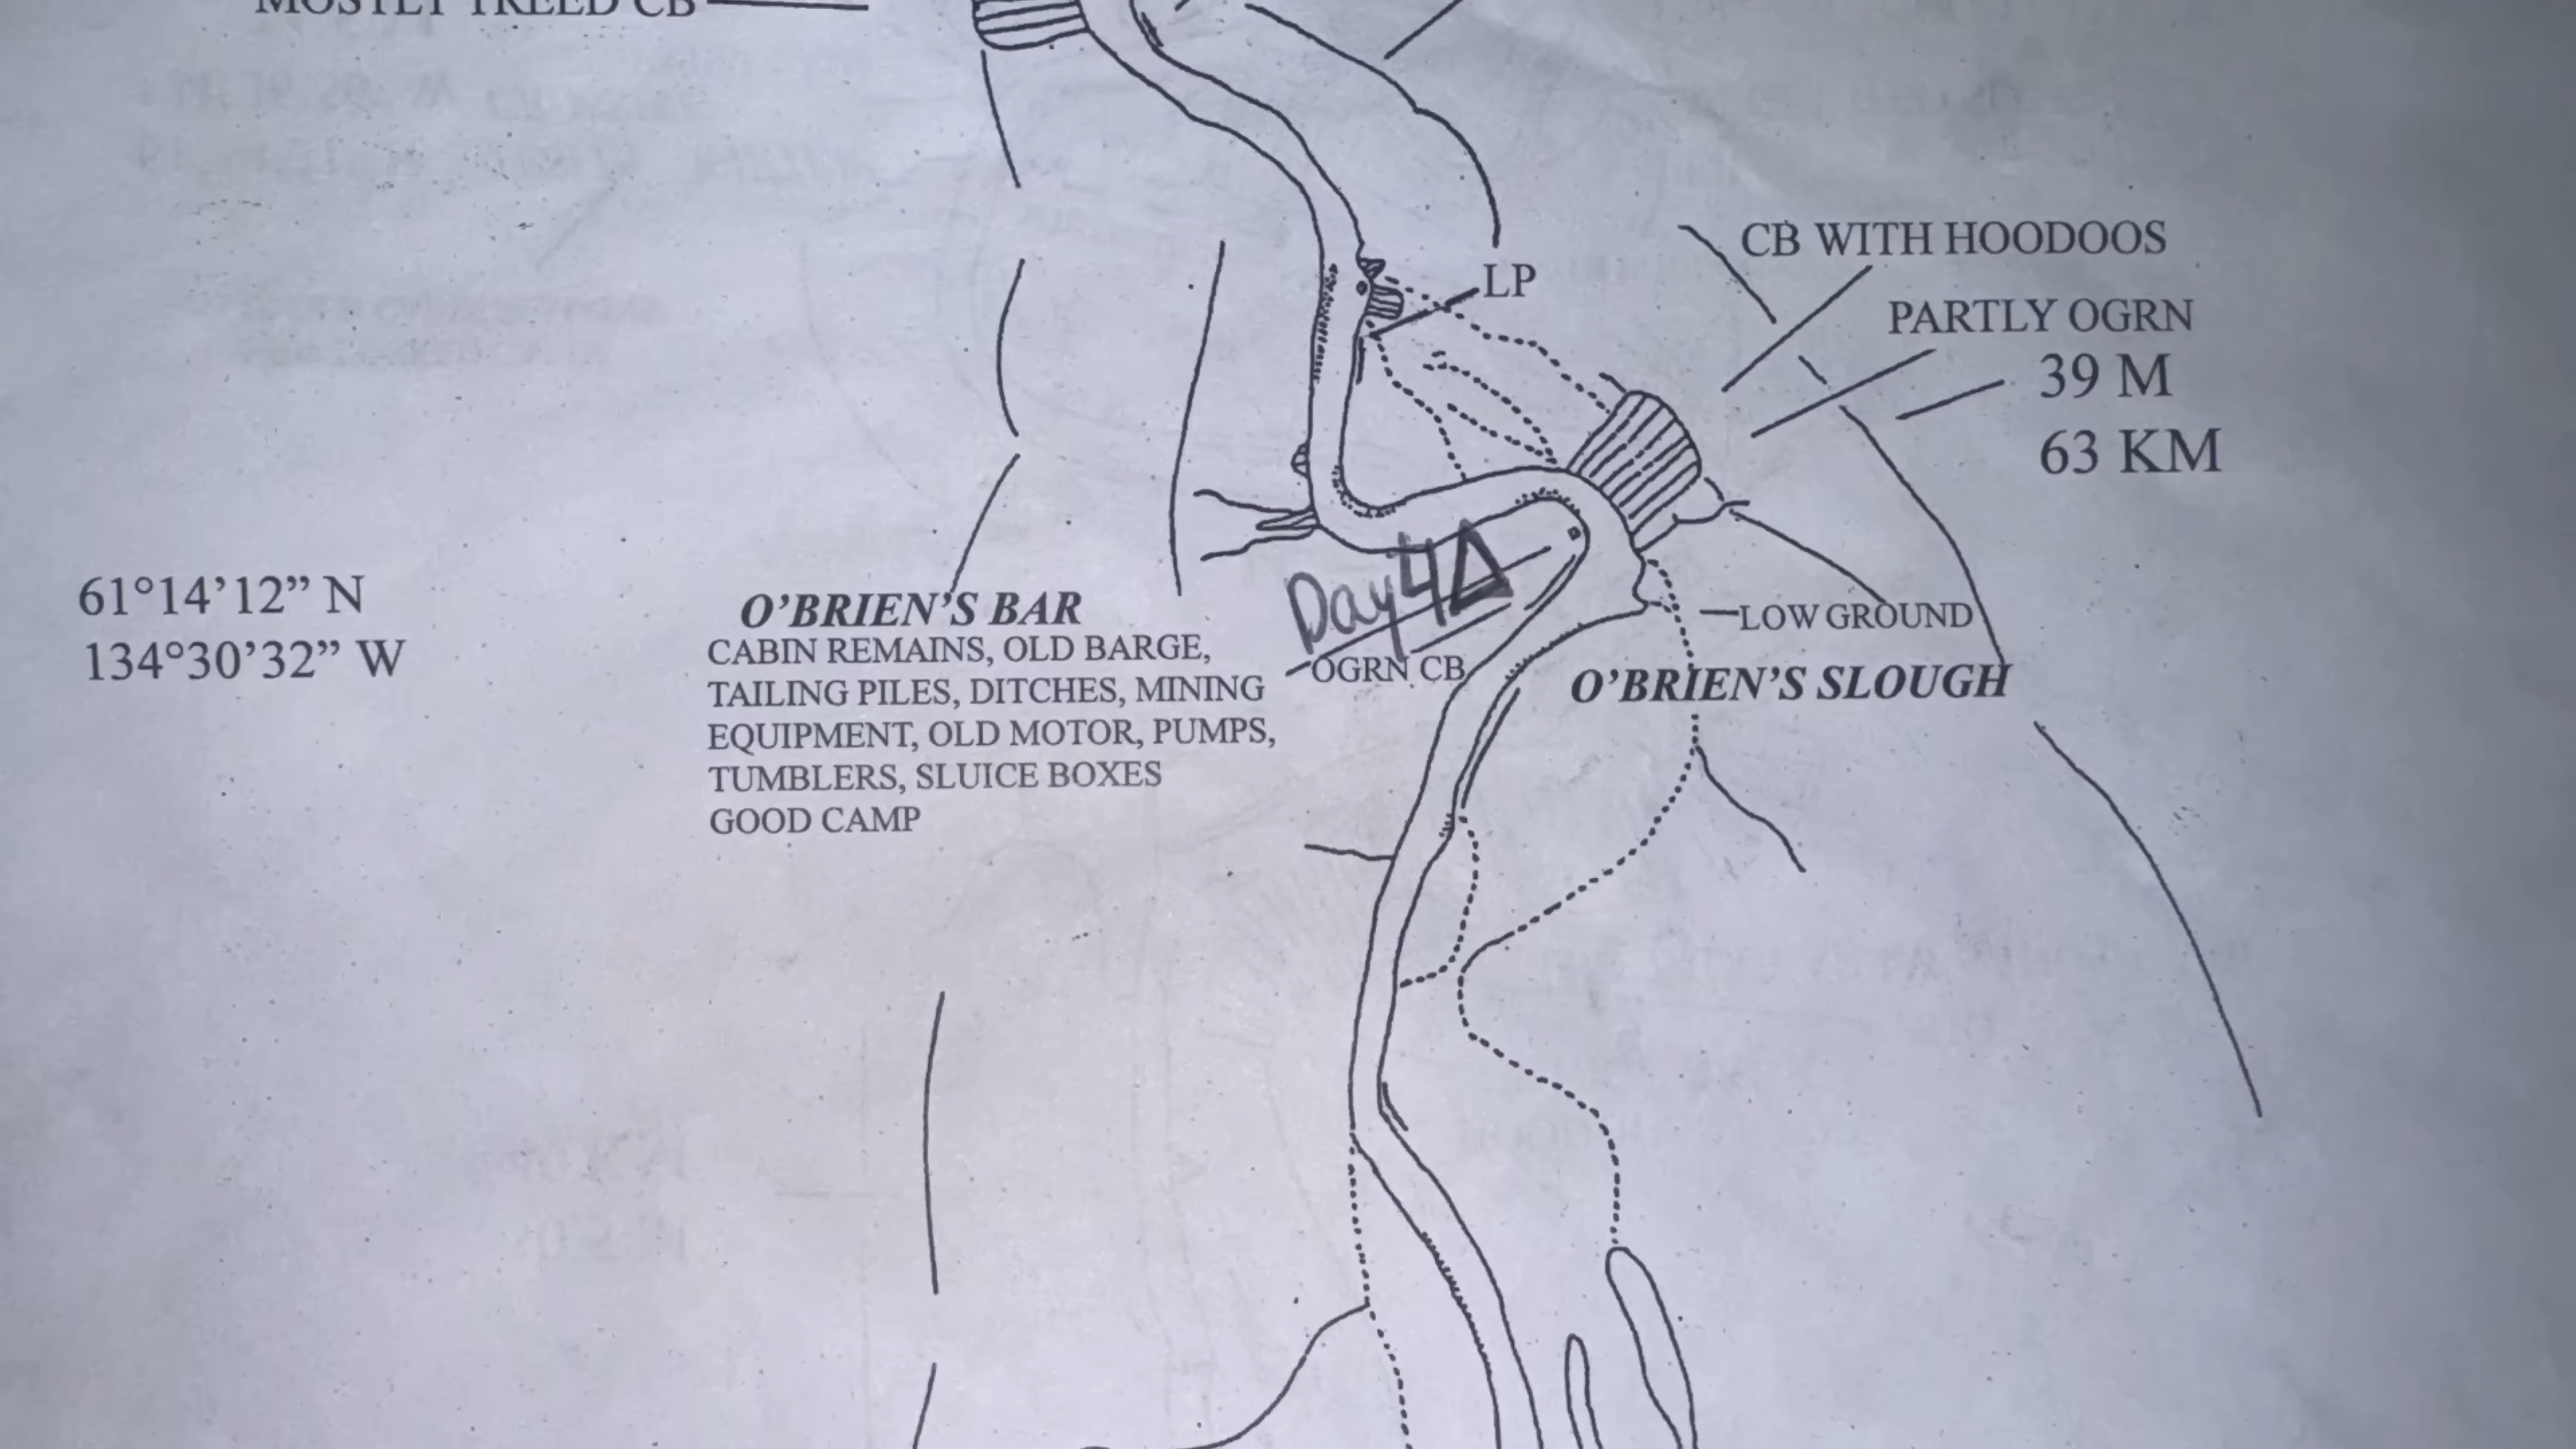 MOSTLY TREED CB
CB WITH HOODOOS
LP
PARTLY OGRN
39 M
63 KM
Day 4 Δ
61°14’12” N
134°30’32” W
O’BRIEN’S BAR
CABIN REMAINS, OLD BARGE,
TAILING PILES, DITCHES, MINING
EQUIPMENT, OLD MOTOR, PUMPS,
TUMBLERS, SLUICE BOXES
GOOD CAMP
OGRN CB
LOW GROUND
O’BRIEN’S SLOUGH